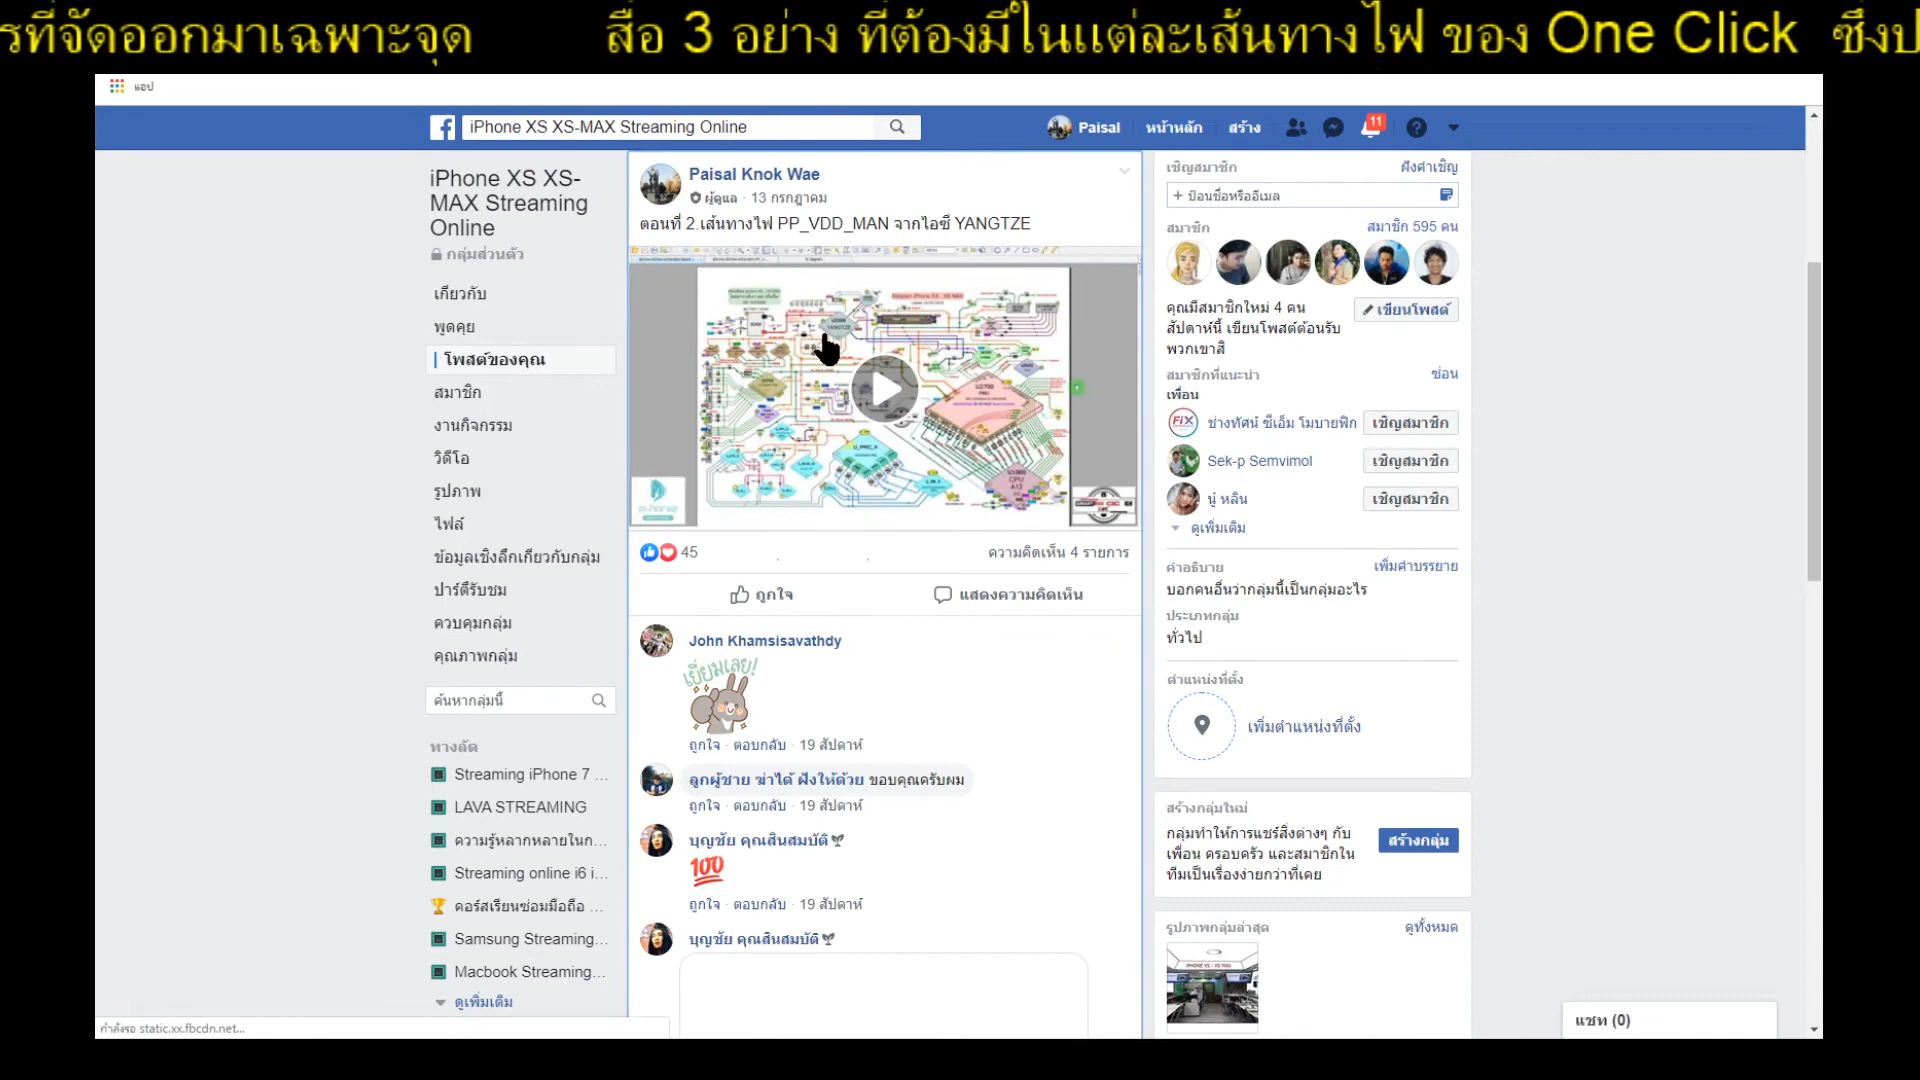 รที่จัดออกมาเฉพาะจุด สื่อ 3 อย่าง ที่ต้องมีในแต่ละเส้นทางไฟ ของ One Click ซึ่งป
แอป
iPhone XS XS-MAX Streaming Online
Paisal
หน้าหลัก
สร้าง
11
iPhone XS XS-
MAX Streaming
Online
กลุ่มส่วนตัว
เกี่ยวกับ
พูดคุย
โพสต์ของคุณ
สมาชิก
งานกิจกรรม
วิดีโอ
รูปภาพ
ไฟล์
ข้อมูลเชิงลึกเกี่ยวกับกลุ่ม
ปาร์ตี้รับชม
ควบคุมกลุ่ม
คุณภาพกลุ่ม
ค้นหากลุ่มนี้
ทางลัด
Streaming iPhone 7 ...
LAVA STREAMING
ความรู้หลากหลายในก...
Streaming online i6 i...
คอร์สเรียนซ่อมมือถือ ...
Samsung Streaming...
Macbook Streaming...
ดูเพิ่มเติม
กำลังรอ static.xx.fbcdn.net...
Paisal Knok Wae
ผู้ดูแล · 13 กรกฎาคม
ตอนที่ 2.เส้นทางไฟ PP_VDD_MAN จากไอซี YANGTZE
YANGTZE
U2700
PMU
CPU
A12
45
ความคิดเห็น 4 รายการ
ถูกใจ
แสดงความคิดเห็น
John Khamsisavathdy
เยี่ยมเลย!
ถูกใจ · ตอบกลับ · 19 สัปดาห์
ลูกผู้ชาย ฆ่าได้ ฝังให้ด้วย ขอบคุณครับผม
ถูกใจ · ตอบกลับ · 19 สัปดาห์
บุญชัย คุณสินสมบัติ
100
ถูกใจ · ตอบกลับ · 19 สัปดาห์
บุญชัย คุณสินสมบัติ
เชิญสมาชิก
ฝังคำเชิญ
+ ป้อนชื่อหรืออีเมล
สมาชิก
สมาชิก 595 คน
คุณมีสมาชิกใหม่ 4 คน
สัปดาห์นี้ เขียนโพสต์ต้อนรับ
พวกเขาสิ
เขียนโพสต์
สมาชิกที่แนะนำ
ซ่อน
เพื่อน
FiX
ช่างทัศน์ ซีเอ็ม โมบายฟิก
เชิญสมาชิก
Sek-p Semvimol
เชิญสมาชิก
นู๋ หลิน
เชิญสมาชิก
ดูเพิ่มเติม
คำอธิบาย
เพิ่มคำบรรยาย
บอกคนอื่นว่ากลุ่มนี้เป็นกลุ่มอะไร
ประเภทกลุ่ม
ทั่วไป
ตำแหน่งที่ตั้ง
เพิ่มตำแหน่งที่ตั้ง
สร้างกลุ่มใหม่
กลุ่มทำให้การแชร์สิ่งต่างๆ กับ
เพื่อน ครอบครัว และสมาชิกใน
ทีมเป็นเรื่องง่ายกว่าที่เคย
สร้างกลุ่ม
รูปภาพกลุ่มล่าสุด
ดูทั้งหมด
แชท (0)